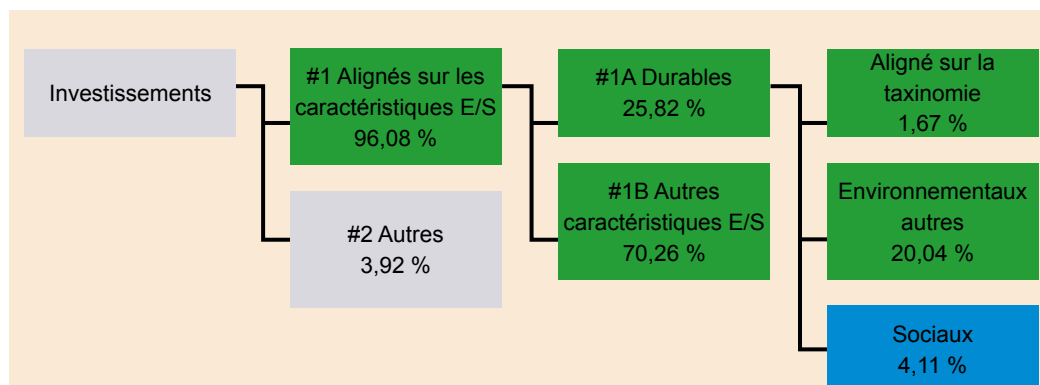 Investissements
#1 Alignés sur les
caractéristiques E/S
96,08 %
#2 Autres
3,92 %
#1A Durables
25,82 %
#1B Autres
caractéristiques E/S
70,26 %
Aligné sur la
taxinomie
1,67 %
Environnementaux
autres
20,04 %
Sociaux
4,11 %